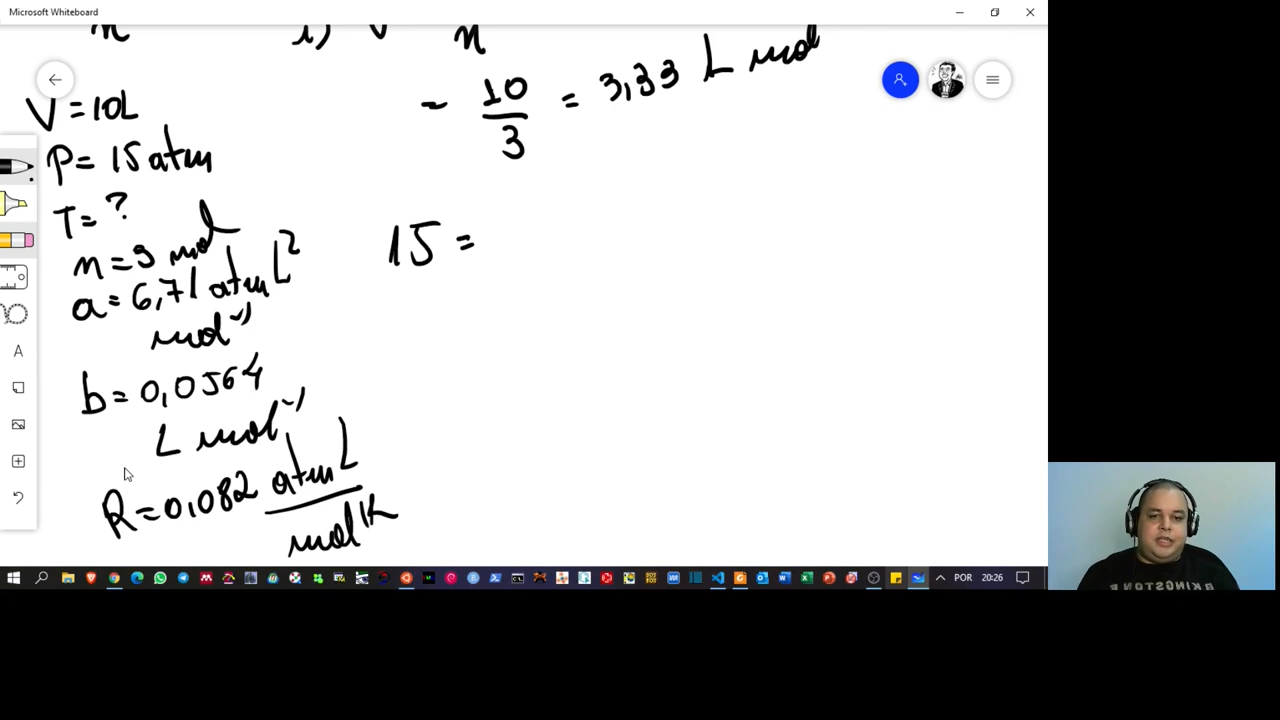 Microsoft Whiteboard
n
i) V
n
= 10/3 = 3,33 L mol
V = 10L
P = 15 atm
T = ?
n = 3 mol
a = 6,71 atm L²
mol⁻¹
15 =
b = 0,0564
L mol⁻¹
R = 0,082 atm L / mol K
A
KINGSTON
POR 20:26